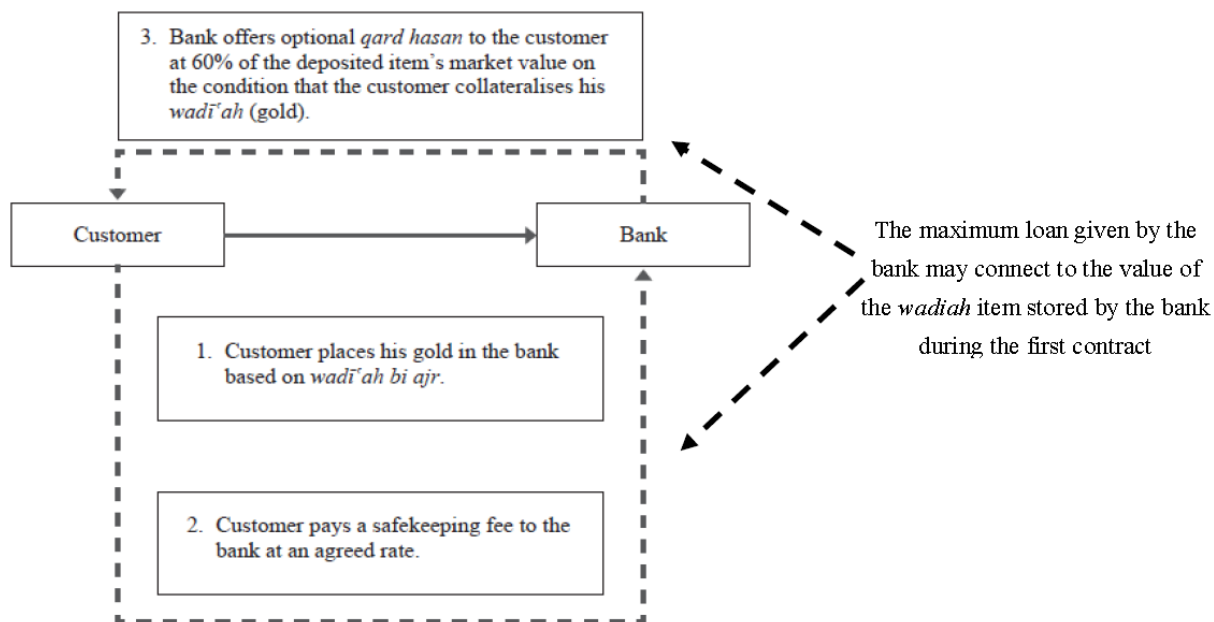 3. Bank offers optional qard hasan to the customer
at 60% of the deposited item's market value on
the condition that the customer collateralises his
wadīʿah (gold).
Customer
Bank
The maximum loan given by the
bank may connect to the value of
the wadiah item stored by the bank
during the first contract
1. Customer places his gold in the bank
based on wadīʿah bi ajr.
2. Customer pays a safekeeping fee to the
bank at an agreed rate.